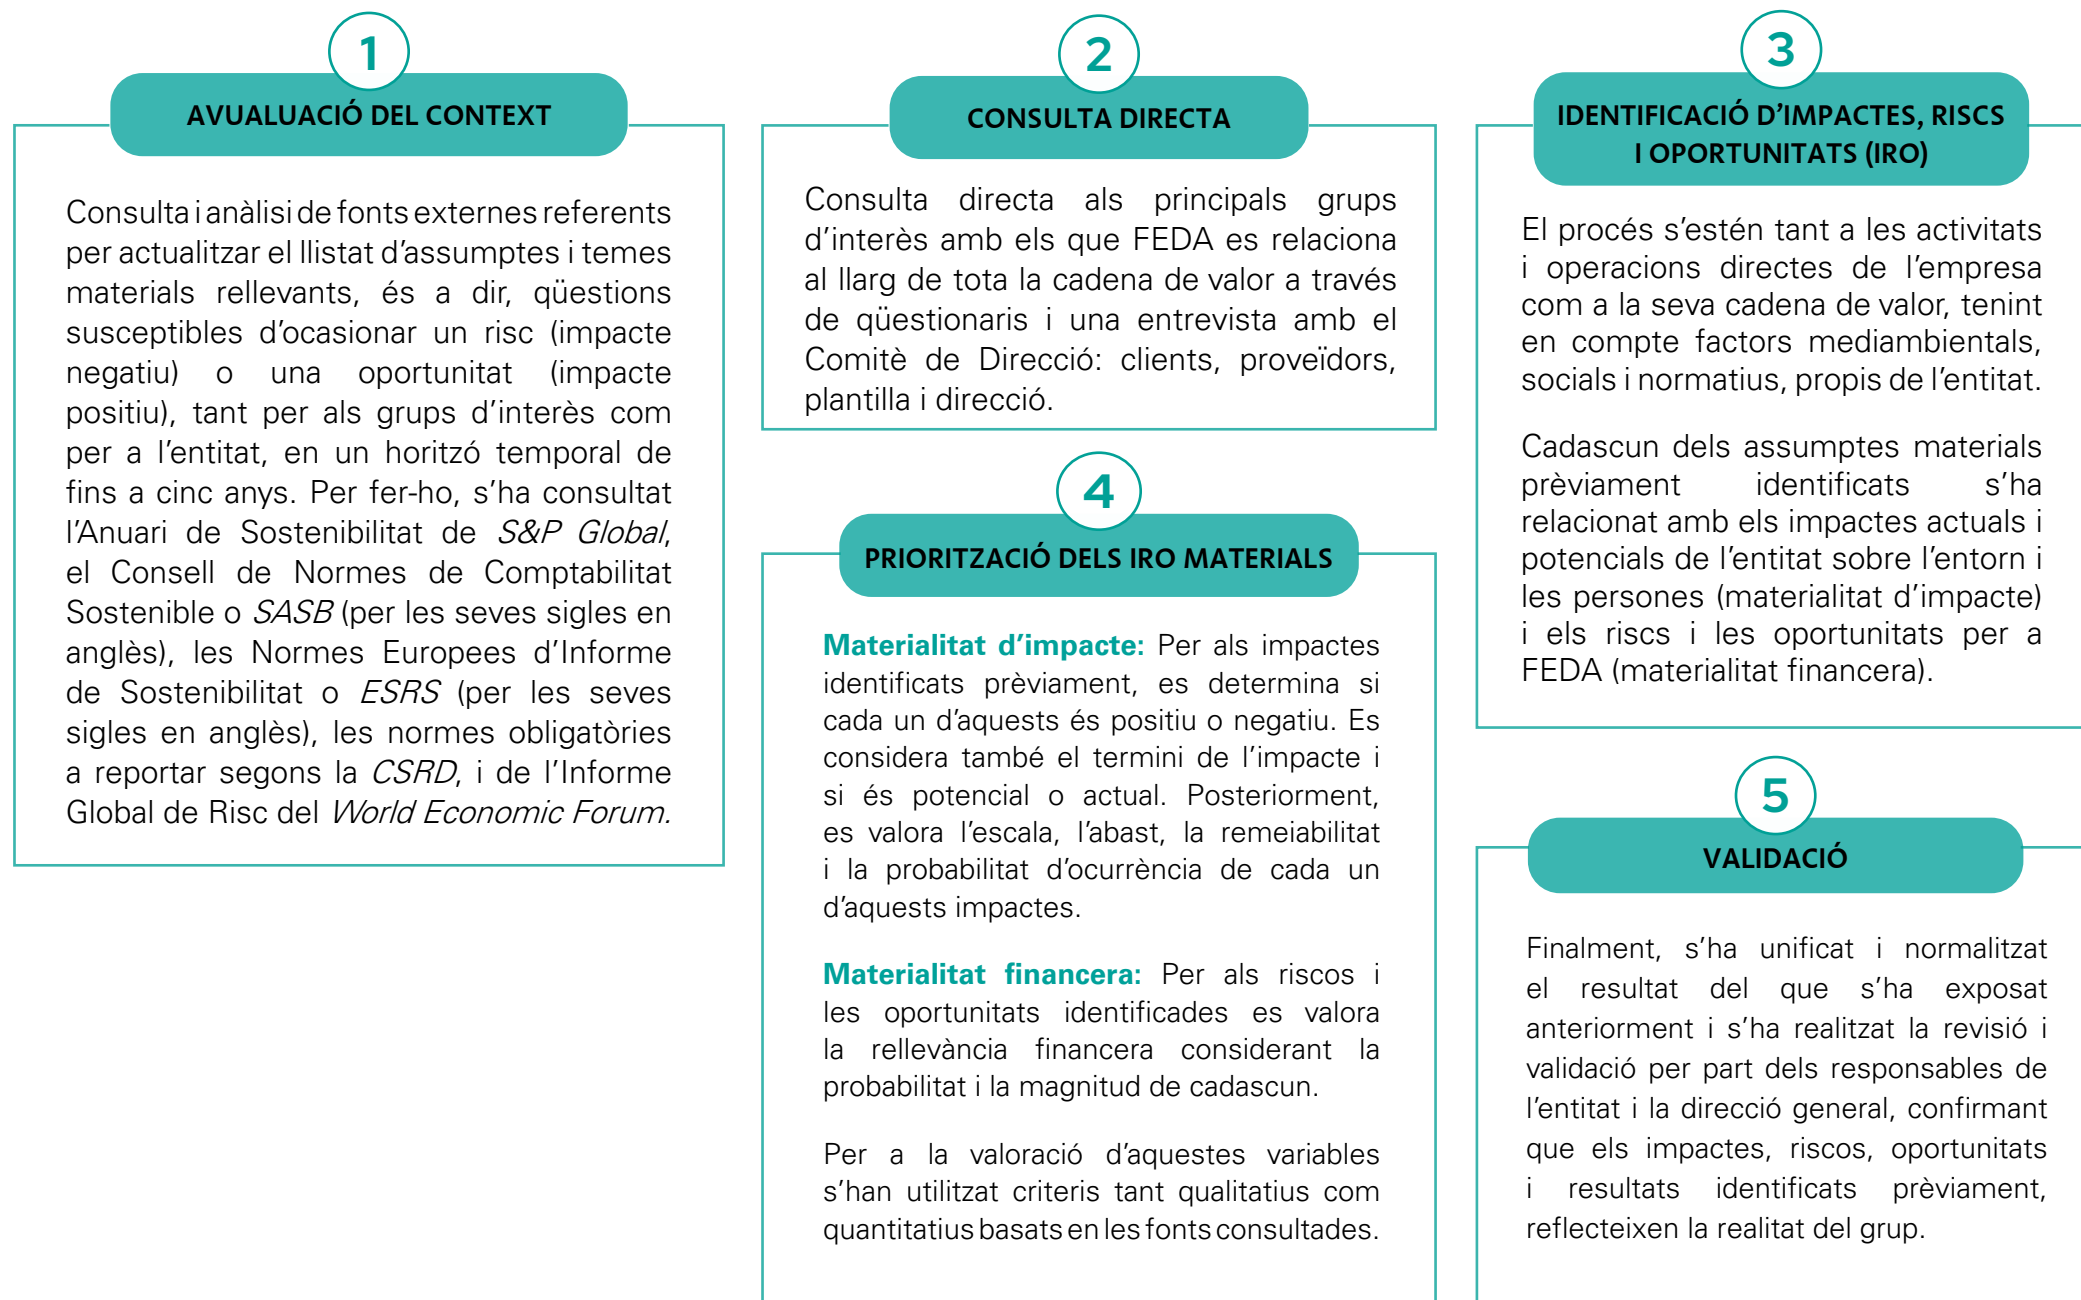 1
AVUALUACIÓ DEL CONTEXT
Consulta i anàlisi de fonts externes referents
per actualitzar el llistat d’assumptes i temes
materials rellevants, és a dir, qüestions
susceptibles d’ocasionar un risc (impacte
negatiu) o una oportunitat (impacte
positiu), tant per als grups d’interès com
per a l’entitat, en un horitzó temporal de
fins a cinc anys. Per fer-ho, s’ha consultat
l’Anuari de Sostenibilitat de S&P Global,
el Consell de Normes de Comptabilitat
Sostenible o SASB (per les seves sigles en
anglès), les Normes Europees d’Informe
de Sostenibilitat o ESRS (per les seves
sigles en anglès), les normes obligatòries
a reportar segons la CSRD, i de l’Informe
Global de Risc del World Economic Forum.
2
CONSULTA DIRECTA
Consulta directa als principals grups
d’interès amb els que FEDA es relaciona
al llarg de tota la cadena de valor a través
de qüestionaris i una entrevista amb el
Comitè de Direcció: clients, proveïdors,
plantilla i direcció.
3
IDENTIFICACIÓ D’IMPACTES, RISCS
I OPORTUNITATS (IRO)
El procés s’estén tant a les activitats
i operacions directes de l’empresa
com a la seva cadena de valor, tenint
en compte factors mediambientals,
socials i normatius, propis de l’entitat.
Cadascun dels assumptes materials
prèviament identificats s’ha
relacionat amb els impactes actuals i
potencials de l’entitat sobre l’entorn i
les persones (materialitat d’impacte)
i els riscs i les oportunitats per a
FEDA (materialitat financera).
4
PRIORITZACIÓ DELS IRO MATERIALS
Materialitat d’impacte: Per als impactes
identificats prèviament, es determina si
cada un d’aquests és positiu o negatiu. Es
considera també el termini de l’impacte i
si és potencial o actual. Posteriorment,
es valora l’escala, l’abast, la remeiabilitat
i la probabilitat d’ocurrència de cada un
d’aquests impactes.
Materialitat financera: Per als riscos i
les oportunitats identificades es valora
la rellevància financera considerant la
probabilitat i la magnitud de cadascun.
Per a la valoració d’aquestes variables
s’han utilitzat criteris tant qualitatius com
quantitatius basats en les fonts consultades.
5
VALIDACIÓ
Finalment, s’ha unificat i normalitzat
el resultat del que s’ha exposat
anteriorment i s’ha realitzat la revisió i
validació per part dels responsables de
l’entitat i la direcció general, confirmant
que els impactes, riscos, oportunitats
i resultats identificats prèviament,
reflecteixen la realitat del grup.